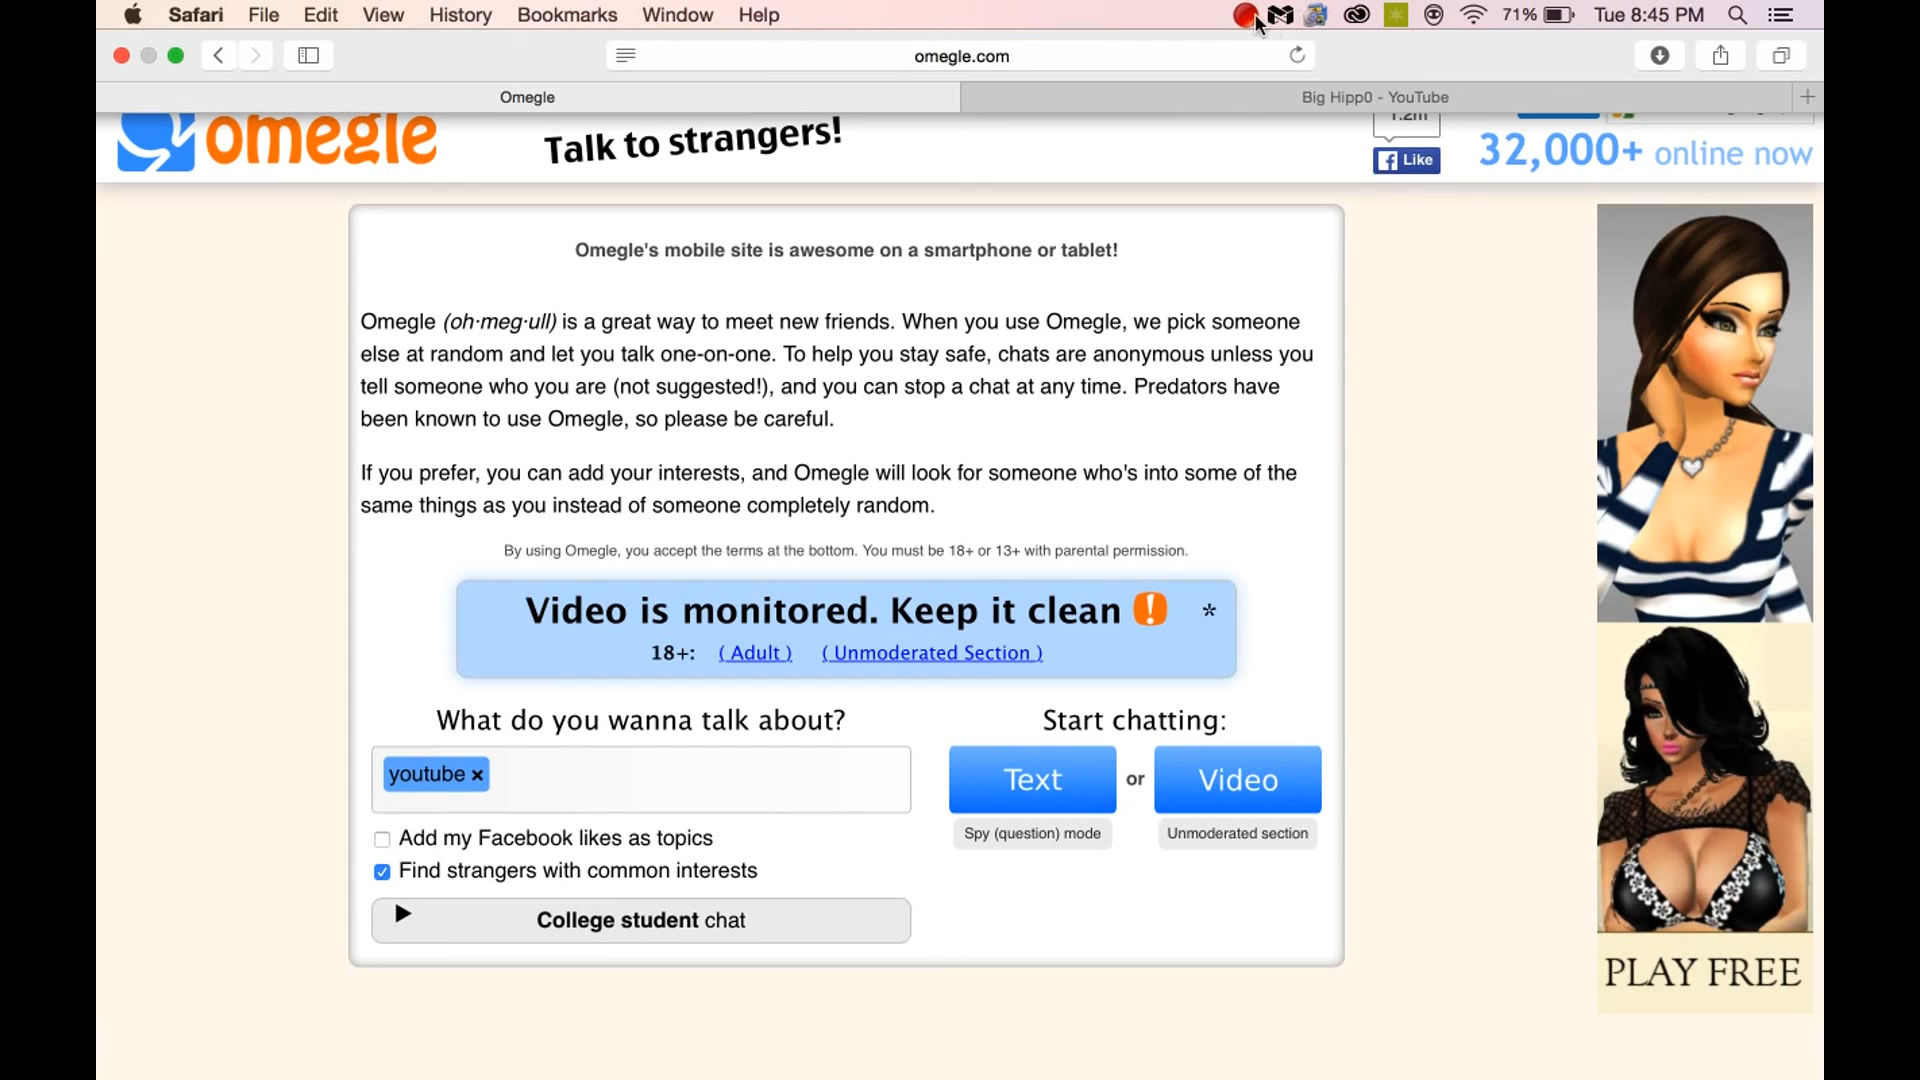 Safari File Edit View History Bookmarks Window Help 71% Tue 8:45 PM
omegle.com
Omegle Big Hipp0 - YouTube +
omegle Talk to strangers! 1.2m
Like 32,000+ online now
Omegle's mobile site is awesome on a smartphone or tablet!
Omegle (oh·meg·ull) is a great way to meet new friends. When you use Omegle, we pick someone
else at random and let you talk one-on-one. To help you stay safe, chats are anonymous unless you
tell someone who you are (not suggested!), and you can stop a chat at any time. Predators have
been known to use Omegle, so please be careful.
If you prefer, you can add your interests, and Omegle will look for someone who's into some of the
same things as you instead of someone completely random.
By using Omegle, you accept the terms at the bottom. You must be 18+ or 13+ with parental permission.
Video is monitored. Keep it clean ! *
18+: ( Adult ) ( Unmoderated Section )
What do you wanna talk about? Start chatting:
youtube × Text or Video
Spy (question) mode Unmoderated section
Add my Facebook likes as topics
Find strangers with common interests
College student chat
PLAY FREE